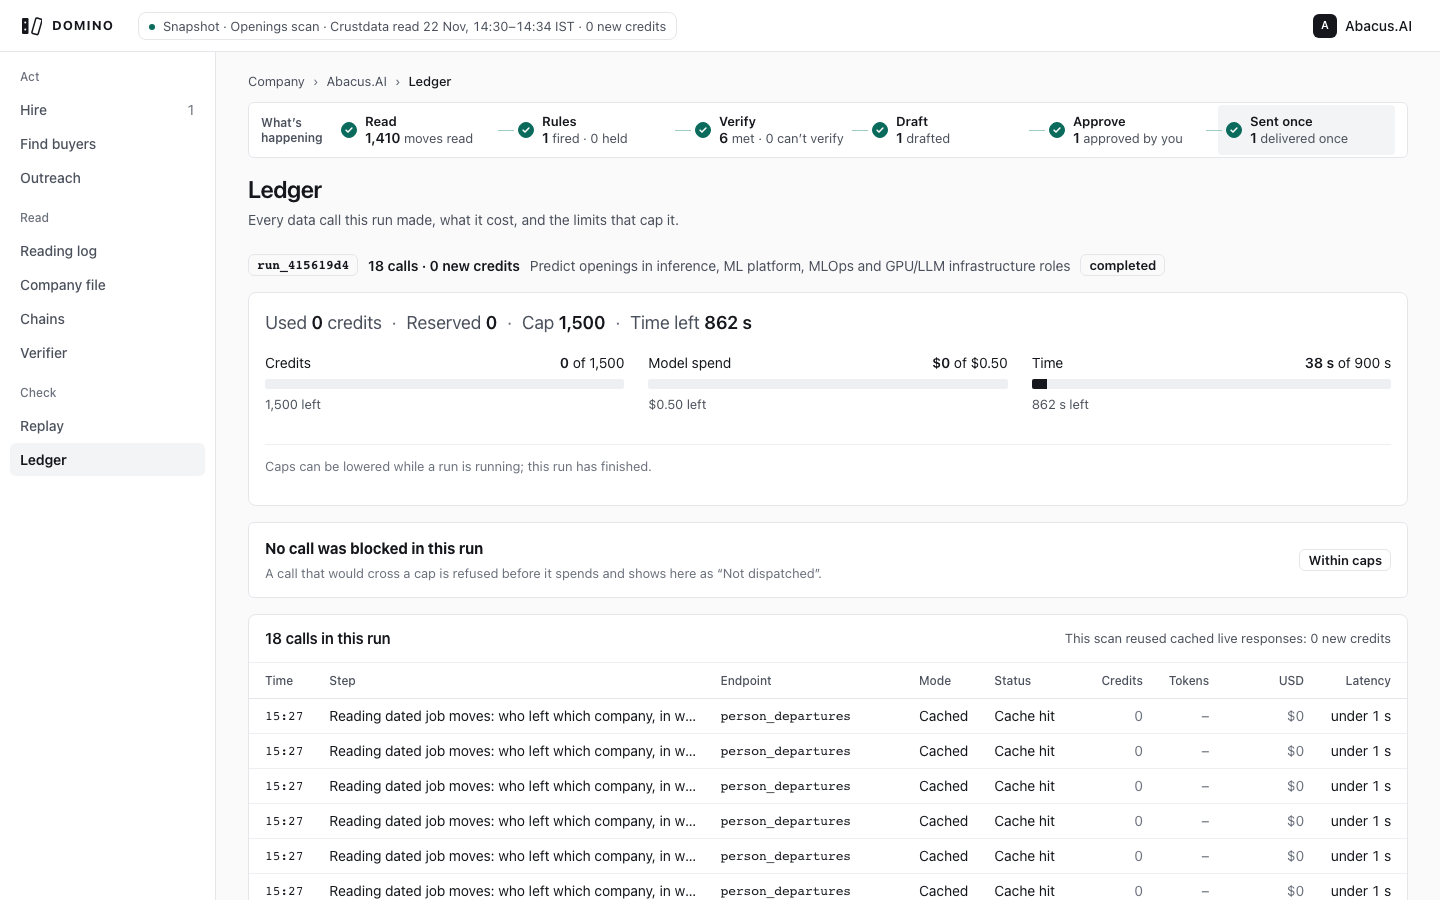 DOMINO
Snapshot · Openings scan · Crustdata read 22 Nov, 14:30–14:34 IST · 0 new credits
A
Abacus.AI
Act
Hire 1
Find buyers
Outreach
Read
Reading log
Company file
Chains
Verifier
Check
Replay
Ledger
Company › Abacus.AI › Ledger
What's happening
Read
1,410 moves read
Rules
1 fired · 0 held
Verify
6 met · 0 can't verify
Draft
1 drafted
Approve
1 approved by you
Sent once
1 delivered once
Ledger
Every data call this run made, what it cost, and the limits that cap it.
run_415619d4 18 calls · 0 new credits Predict openings in inference, ML platform, MLOps and GPU/LLM infrastructure roles completed
Used 0 credits · Reserved 0 · Cap 1,500 · Time left 862 s
Credits 0 of 1,500
1,500 left
Model spend $0 of $0.50
$0.50 left
Time 38 s of 900 s
862 s left
Caps can be lowered while a run is running; this run has finished.
No call was blocked in this run
A call that would cross a cap is refused before it spends and shows here as “Not dispatched”.
Within caps
18 calls in this run
This scan reused cached live responses: 0 new credits
Time Step Endpoint Mode Status Credits Tokens USD Latency
15:27 Reading dated job moves: who left which company, in w... person_departures Cached Cache hit 0 – $0 under 1 s
15:27 Reading dated job moves: who left which company, in w... person_departures Cached Cache hit 0 – $0 under 1 s
15:27 Reading dated job moves: who left which company, in w... person_departures Cached Cache hit 0 – $0 under 1 s
15:27 Reading dated job moves: who left which company, in w... person_departures Cached Cache hit 0 – $0 under 1 s
15:27 Reading dated job moves: who left which company, in w... person_departures Cached Cache hit 0 – $0 under 1 s
15:27 Reading dated job moves: who left which company, in w... person_departures Cached Cache hit 0 – $0 under 1 s